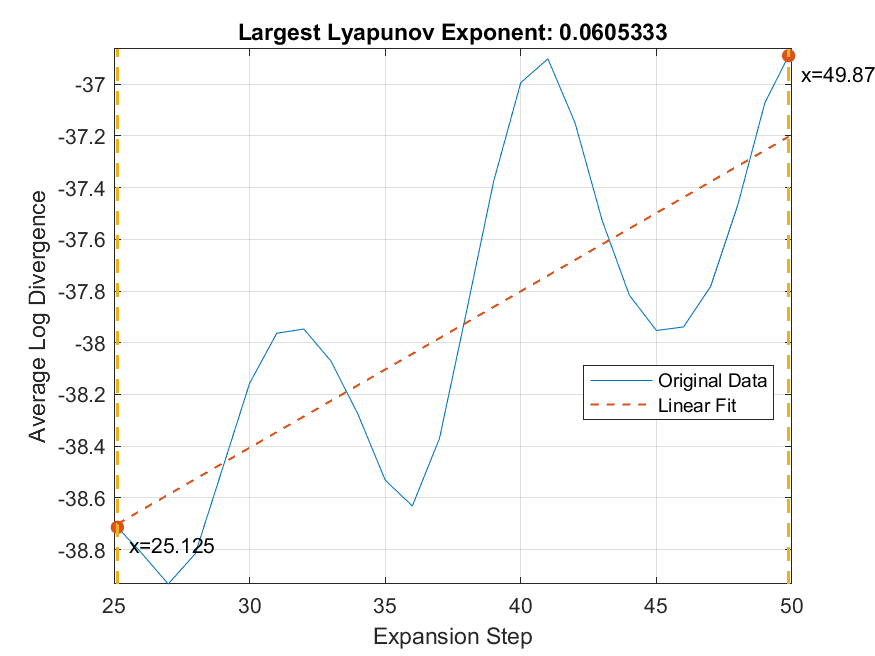 Largest Lyapunov Exponent: 0.0605333
-37
x=49.87
-37.2
-37.4
-37.6
-37.8
-38
-38.2
-38.4
-38.6
-38.8
Average Log Divergence
Original Data
Linear Fit
x=25.125
25 30 35 40 45 50
Expansion Step